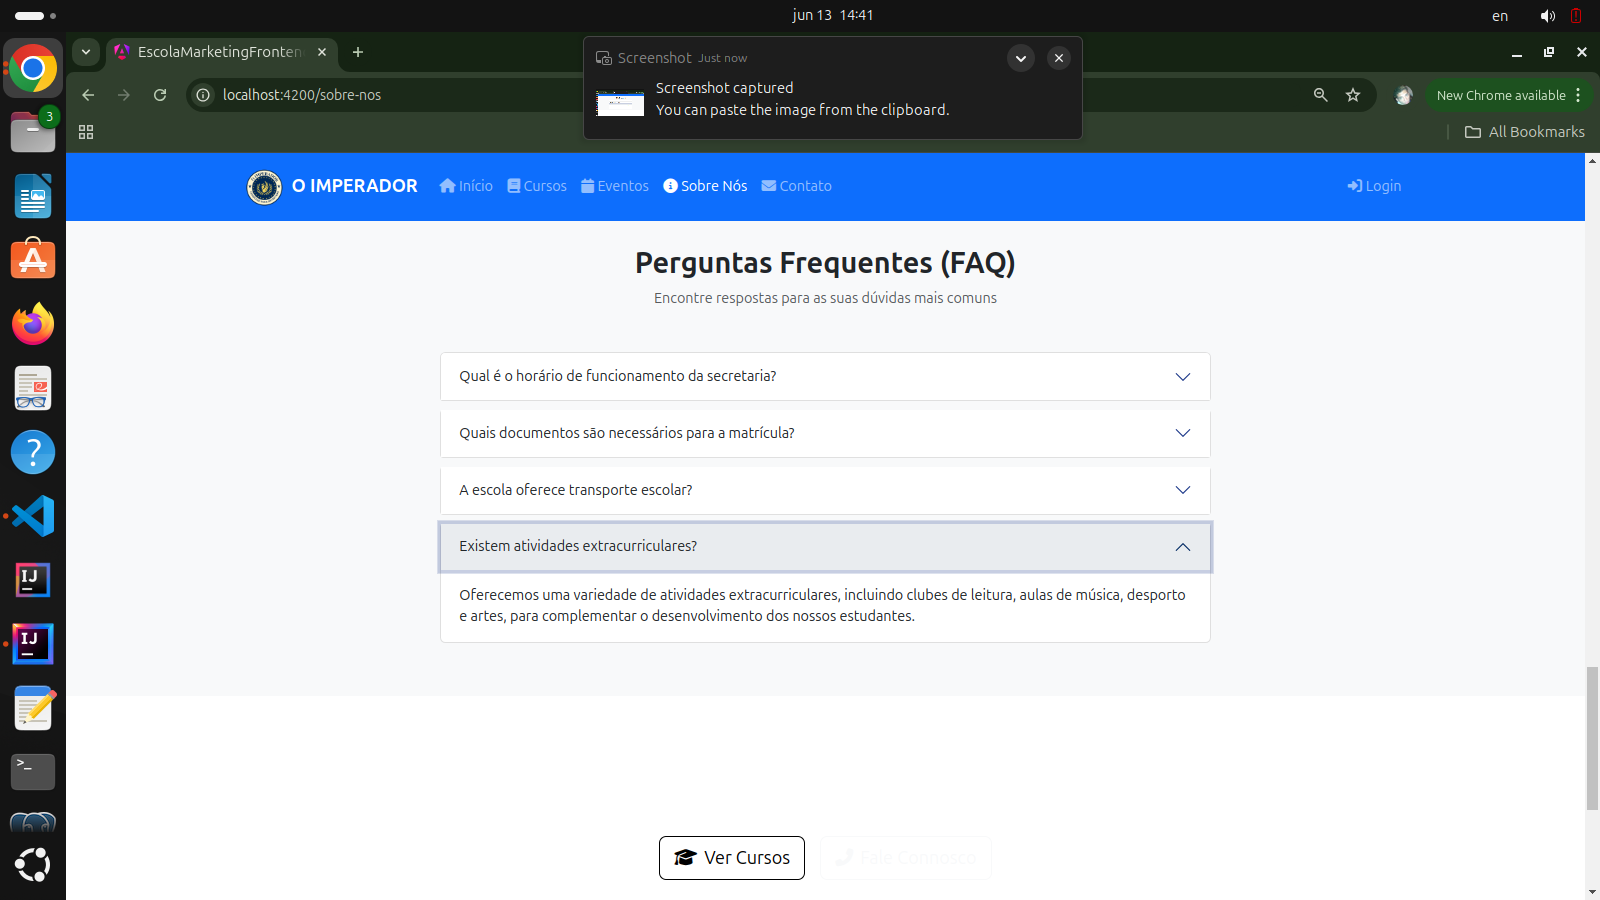 jun 13 14:41
en
EscolaMarketingFronten
Screenshot Just now
Screenshot captured
You can paste the image from the clipboard.
localhost:4200/sobre-nos
New Chrome available
All Bookmarks
3
O IMPERADOR
Início
Cursos
Eventos
Sobre Nós
Contato
Login
Perguntas Frequentes (FAQ)
Encontre respostas para as suas dúvidas mais comuns
Qual é o horário de funcionamento da secretaria?
Quais documentos são necessários para a matrícula?
A escola oferece transporte escolar?
Existem atividades extracurriculares?
Oferecemos uma variedade de atividades extracurriculares, incluindo clubes de leitura, aulas de música, desporto
e artes, para complementar o desenvolvimento dos nossos estudantes.
Ver Cursos
Fale Connosco
IJ
IJ